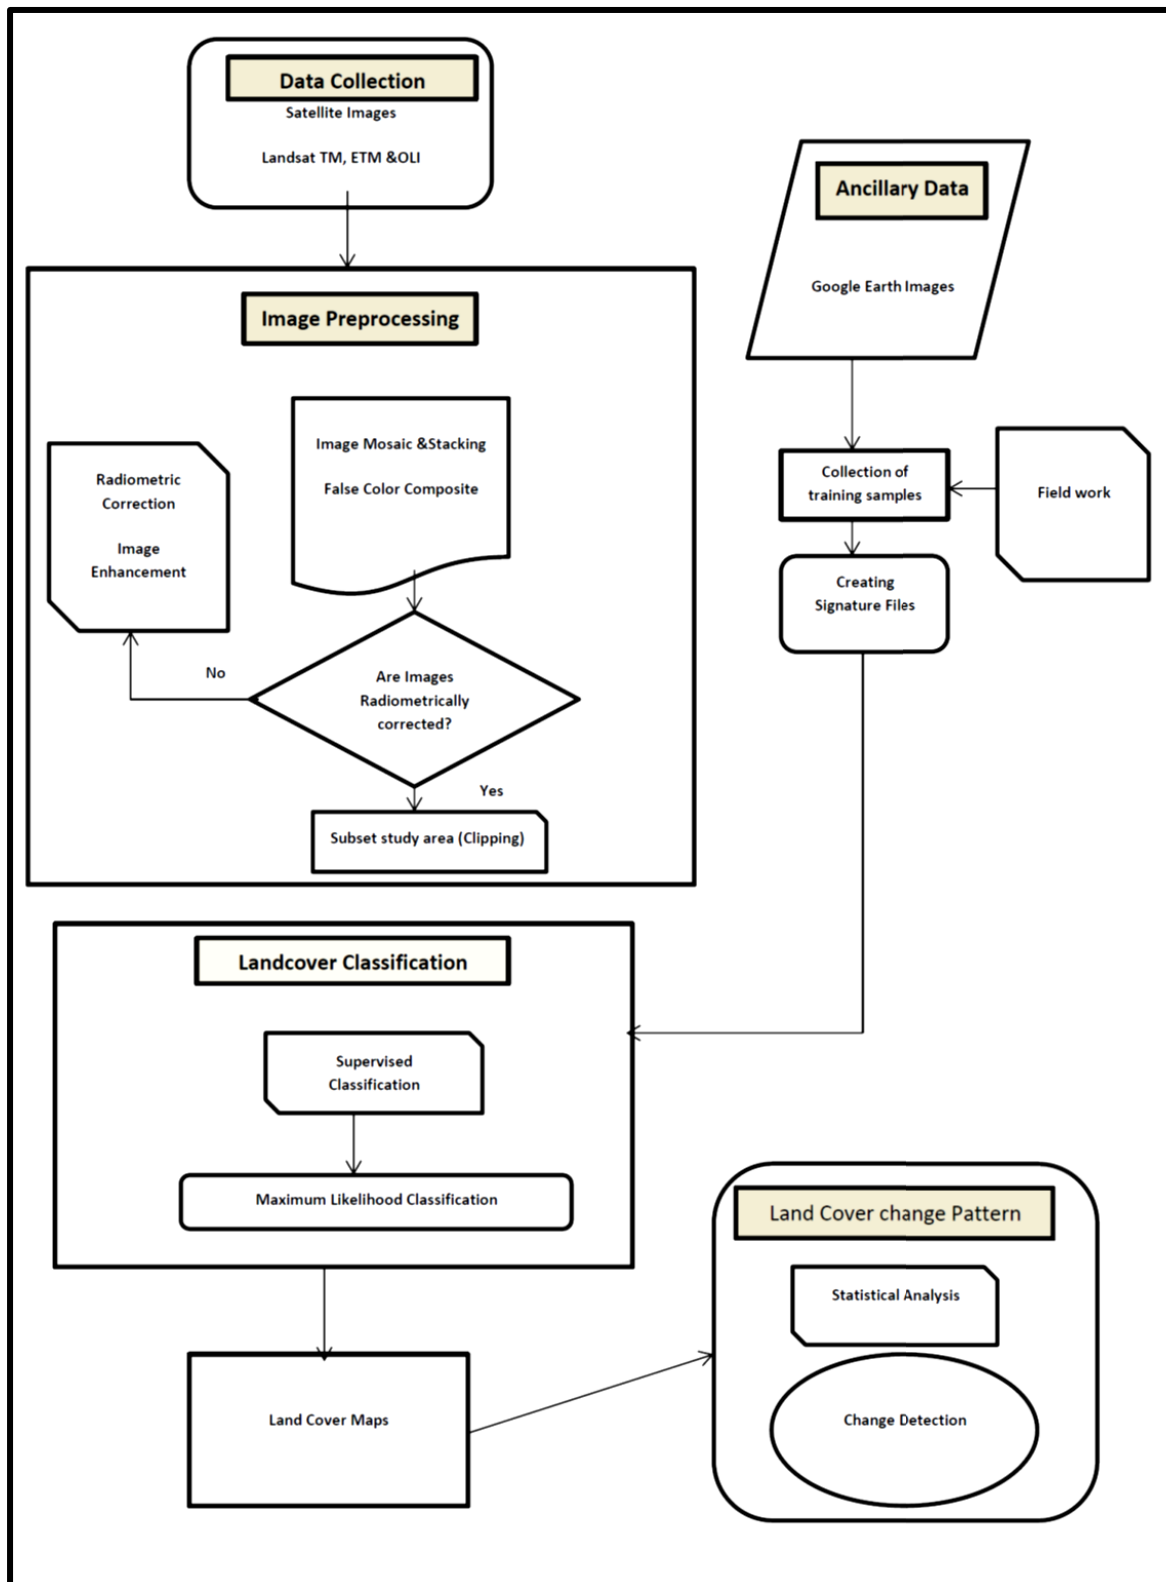 Data Collection
Satellite Images
Landsat TM, ETM &OLI
Ancillary Data
Google Earth Images
Image Preprocessing
Image Mosaic &Stacking
False Color Composite
Radiometric
Correction
Image
Enhancement
Collection of
training samples
Field work
Creating
Signature Files
No
Are Images
Radiometrically
corrected?
Yes
Subset study area (Clipping)
Landcover Classification
Supervised
Classification
Maximum Likelihood Classification
Land Cover change Pattern
Statistical Analysis
Land Cover Maps
Change Detection